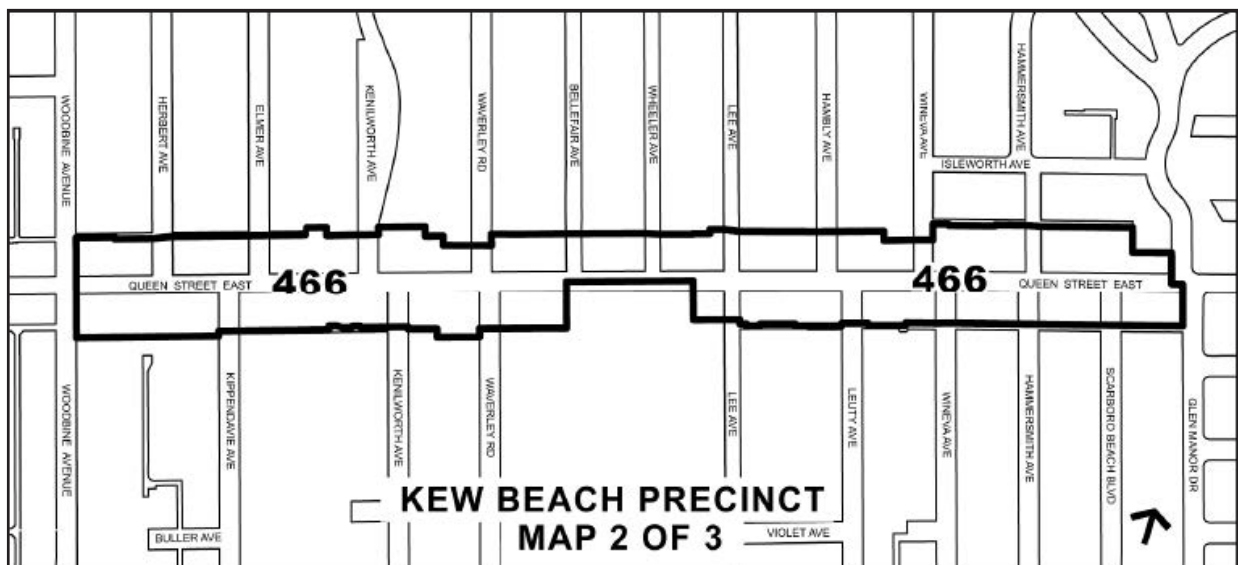 WOODBINE AVENUE
HERBERT AVE
ELMER AVE
KENILWORTH AVE
WAVERLEY RD
BELLEFAIR AVE
WHEELER AVE
LEE AVE
HAMBLY AVE
WINEVA AVE
HAMMERSMITH AVE
ISLEWORTH AVE
QUEEN STREET EAST
466
466
QUEEN STREET EAST
WOODBINE AVENUE
KIPPENDAVIE AVE
KENILWORTH AVE
WAVERLEY RD
LEE AVE
LEUTY AVE
WINEVA AVE
HAMMERSMITH AVE
SCARBORO BEACH BLVD
GLEN MANOR DR
BULLER AVE
VIOLET AVE
KEW BEACH PRECINCT
MAP 2 OF 3